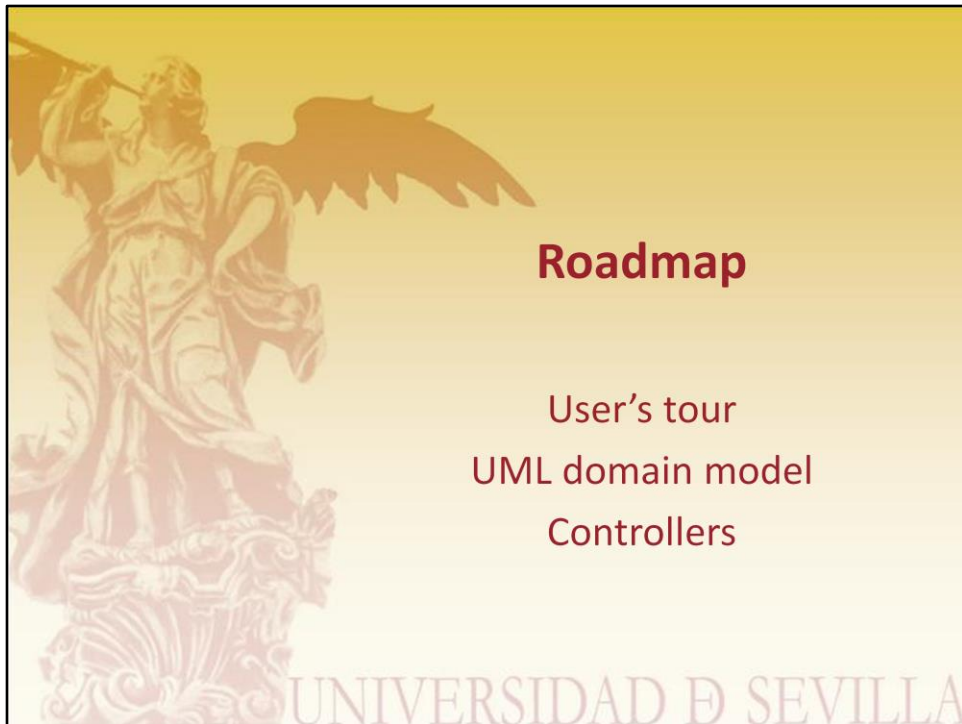 Roadmap
User’s tour
UML domain model
Controllers
UNIVERSIDAD Ð SEVILLA